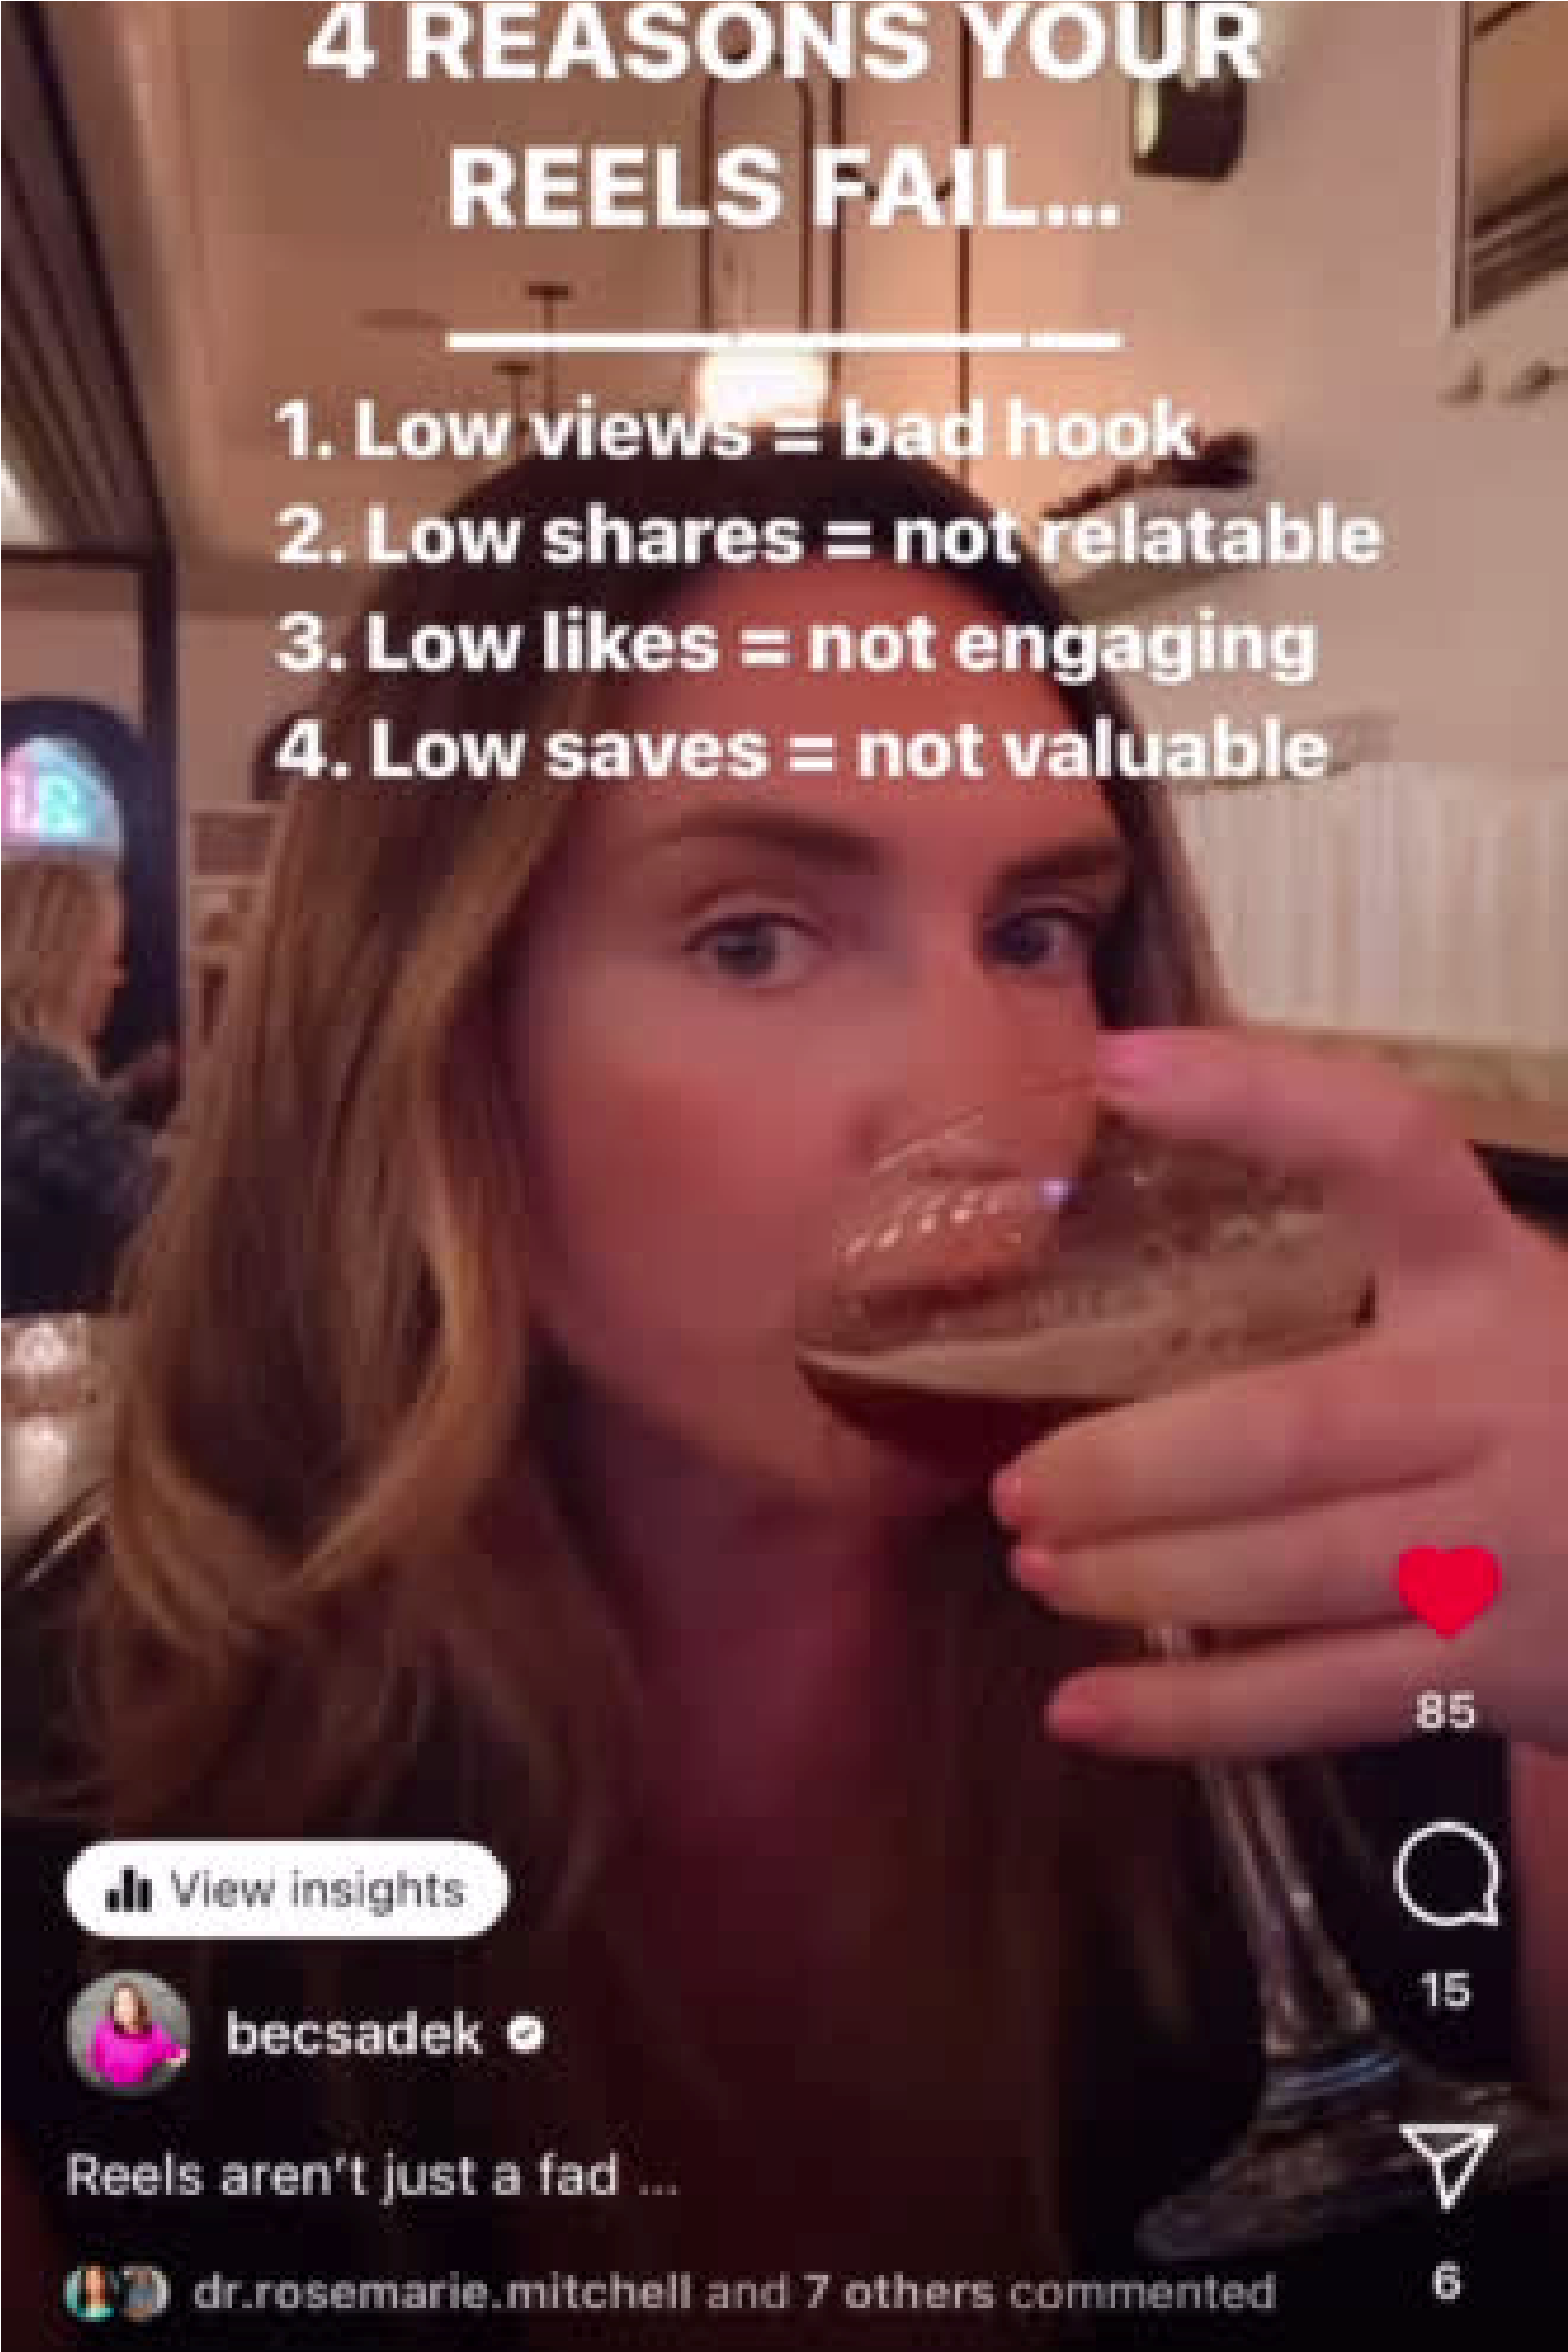 4 REASONS YOUR
REELS FAIL...
1. Low views = bad hook
2. Low shares = not relatable
3. Low likes = not engaging
4. Low saves = not valuable
85
View insights
15
becsadek
Reels aren't just a fad ...
6
dr.rosemarie.mitchell and 7 others commented